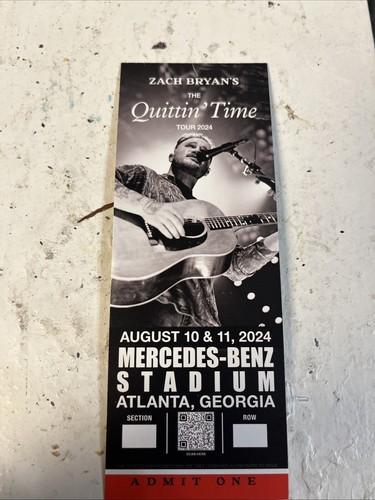 ZACH BRYAN'S
THE
Quittin' Time
TOUR 2024
AUGUST 10 & 11, 2024
MERCEDES-BENZ
STADIUM
ATLANTA, GEORGIA
SECTION
ROW
ADMIT ONE